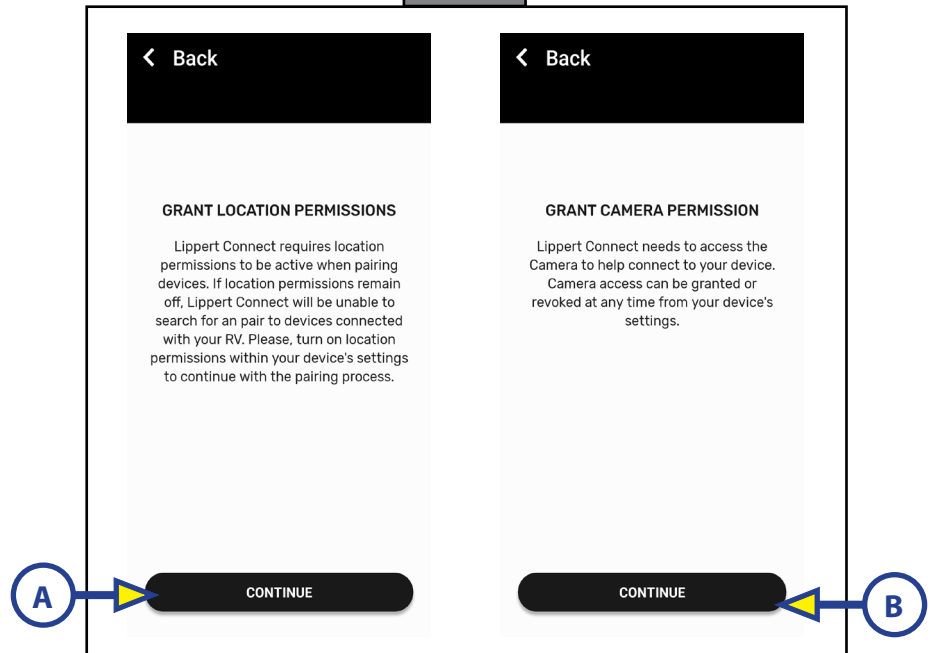 Back
GRANT LOCATION PERMISSIONS
Lippert Connect requires location
permissions to be active when pairing
devices. If location permissions remain
off, Lippert Connect will be unable to
search for an pair to devices connected
with your RV. Please, turn on location
permissions within your device's settings
to continue with the pairing process.
CONTINUE
A
Back
GRANT CAMERA PERMISSION
Lippert Connect needs to access the
Camera to help connect to your device.
Camera access can be granted or
revoked at any time from your device's
settings.
CONTINUE
B